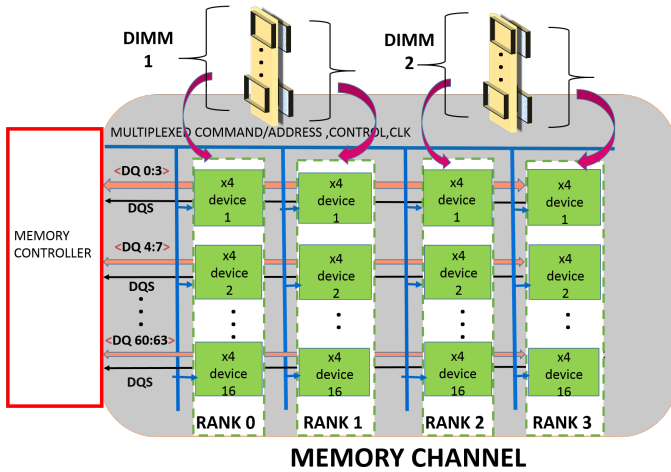 DIMM
1
DIMM
2
MULTIPLEXED COMMAND/ADDRESS ,CONTROL,CLK
<DQ 0:3>
DQS
x4
device
1
x4
device
1
x4
device
1
x4
device
1
MEMORY
CONTROLLER
<DQ 4:7>
DQS
x4
device
2
x4
device
2
x4
device
2
x4
device
2
<DQ 60:63>
DQS
x4
device
16
x4
device
16
x4
device
16
x4
device
16
RANK 0
RANK 1
RANK 2
RANK 3
MEMORY CHANNEL